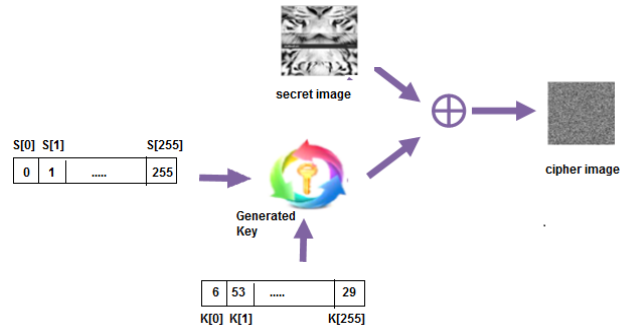 secret image
S[0] S[1] S[255]
0 1 ..... 255
cipher image
Generated
Key
6 53 ..... 29
K[0] K[1] K[255]